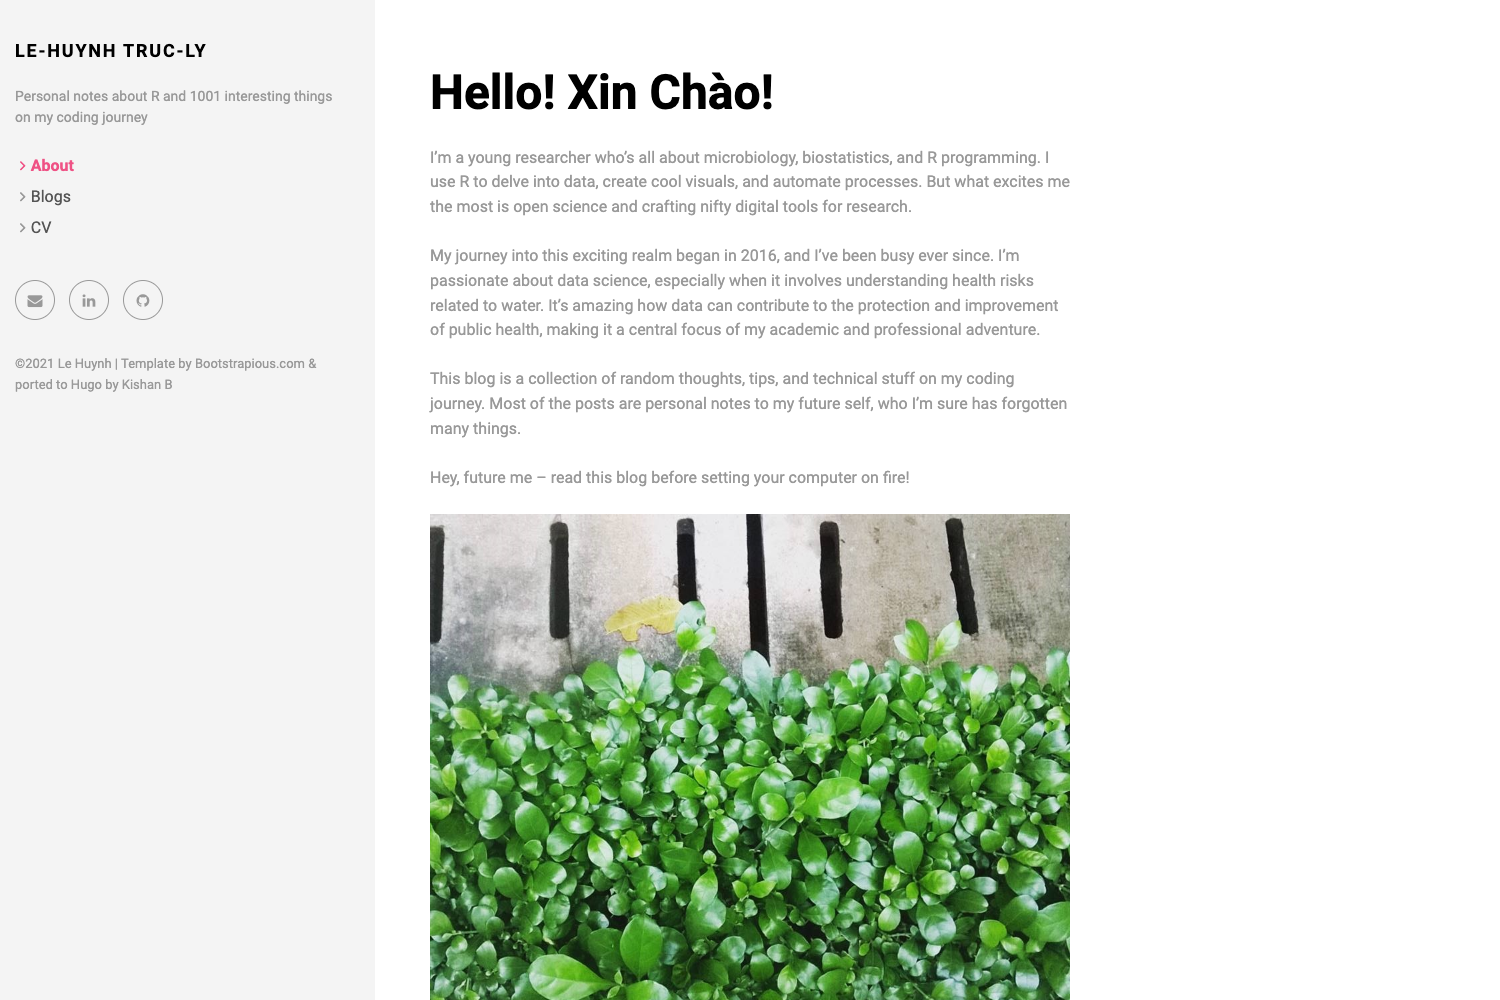 LE-HUYNH TRUC-LY
Personal notes about R and 1001 interesting things
on my coding journey
About
Blogs
CV
©2021 Le Huynh | Template by Bootstrapious.com &
ported to Hugo by Kishan B
Hello! Xin Chào!
I’m a young researcher who’s all about microbiology, biostatistics, and R programming. I
use R to delve into data, create cool visuals, and automate processes. But what excites me
the most is open science and crafting nifty digital tools for research.
My journey into this exciting realm began in 2016, and I’ve been busy ever since. I’m
passionate about data science, especially when it involves understanding health risks
related to water. It’s amazing how data can contribute to the protection and improvement
of public health, making it a central focus of my academic and professional adventure.
This blog is a collection of random thoughts, tips, and technical stuff on my coding
journey. Most of the posts are personal notes to my future self, who I’m sure has forgotten
many things.
Hey, future me – read this blog before setting your computer on fire!